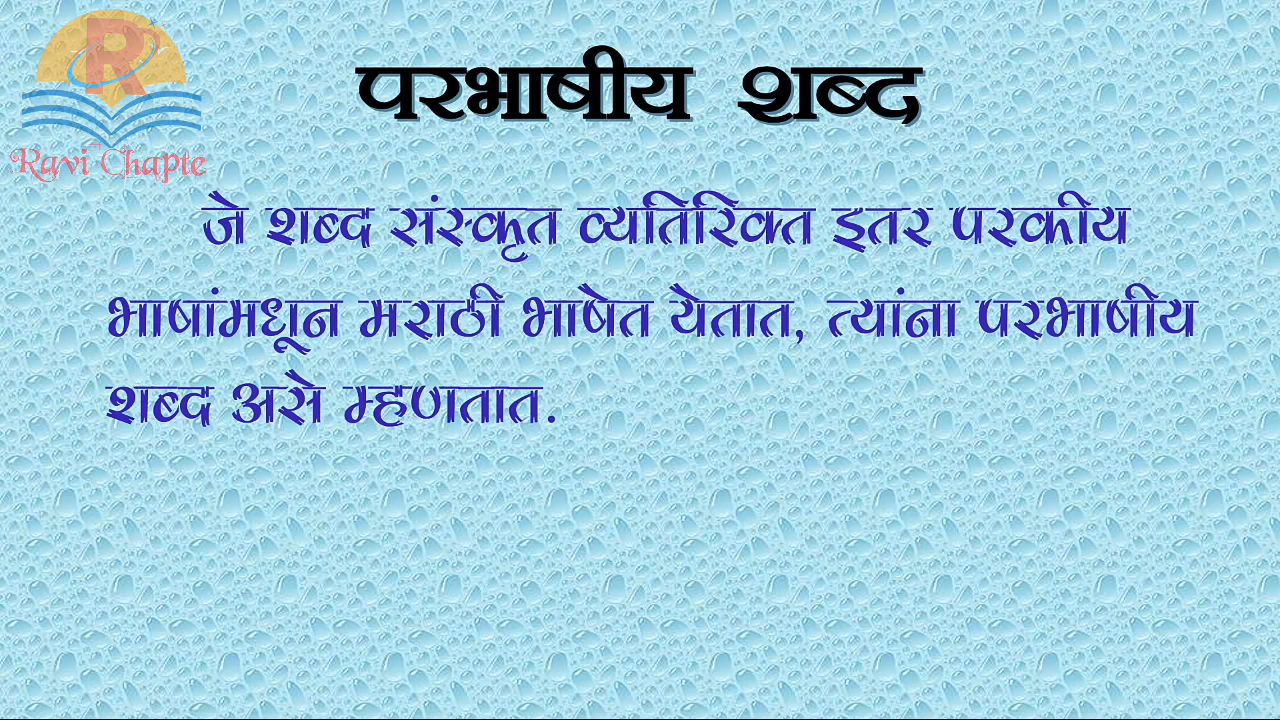 Ravi Chapte
परभाषीय शब्द
जे शब्द संस्कृत व्यतिरिक्त इतर परकीय
भाषांमधून मराठी भाषेत येतात, त्यांना परभाषीय
शब्द असे म्हणतात.